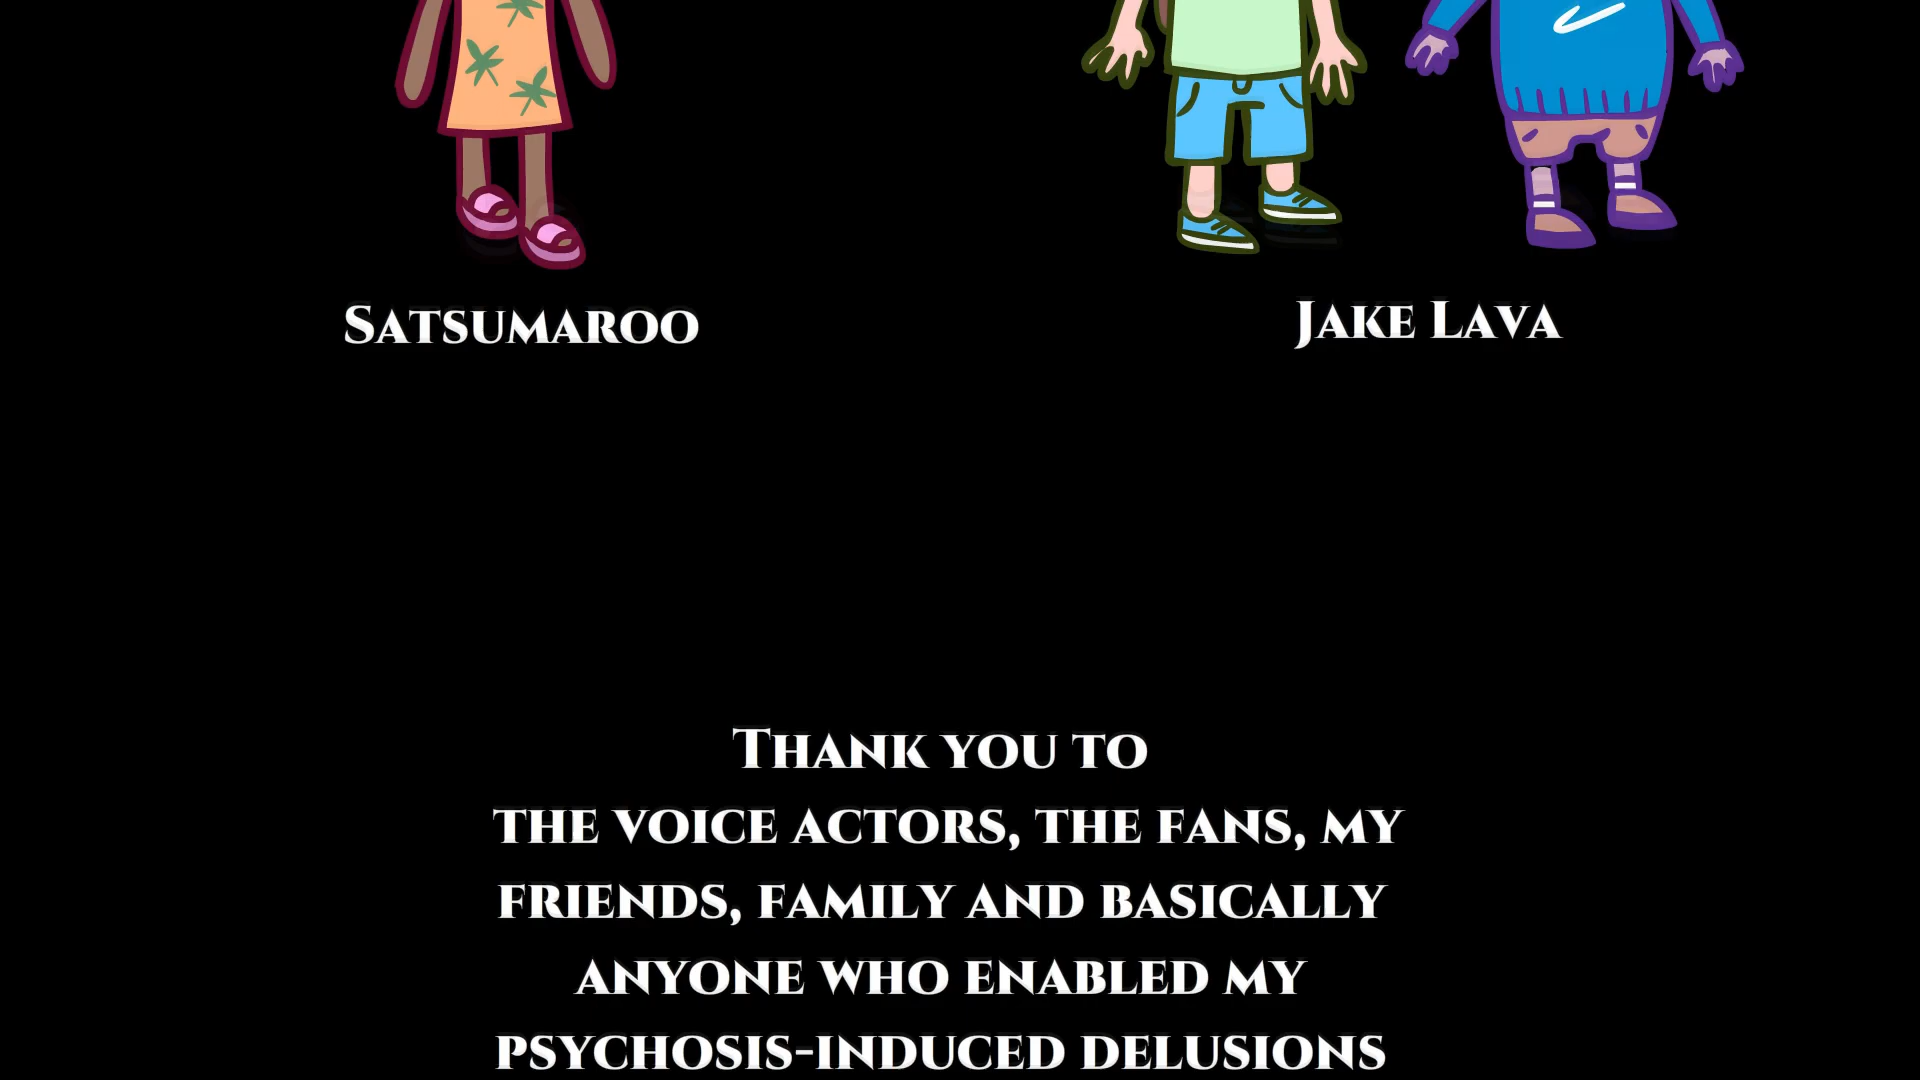 Satsumaroo
Jake Lava
Thank you to
the voice actors, the fans, my
friends, family and basically
anyone who enabled my
psychosis-induced delusions